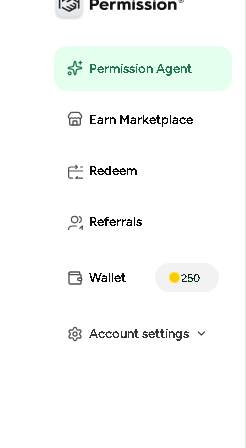 Permission®
Permission Agent
Earn Marketplace
Redeem
Referrals
Wallet 250
Account settings